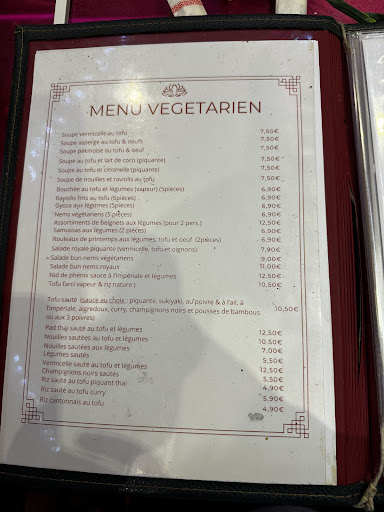 MENU VEGETARIEN
Soupe vermicelle au tofu 7,50€
Soupe asperge au tofu & oeufs 7,50€
Soupe pékinoise au tofu & oeuf 7,50€
Soupe au tofu et lait de coco (piquante) 7,50€
Soupe au tofu et citronelle (piquante) 7,50€
Soupe de nouilles et raviolis au tofu 7,50€
Bouchée au tofu et légumes (vapeur) (5pièces) 6,90€
Raviolis frits au tofu (5pièces) 6,90€
Gyoza aux légumes (5pièces) 6,90€
Nems végétariens (5 pièces) 6,90€
Assortiments de beignets aux légumes (pour 2 pers.) 12,50€
Samussas aux légumes (2 pièces) 6,90€
Rouleaux de printemps aux légumes, tofu et oeuf (2pièces) 6,90€
Salade royale piquante (vermicelle, tofu et oignons) 7,90€
Salade bun nems végétariens 9,00€
Salade bun nems royaux 11,00€
Nid de phénix sauce à l'impériale et légumes 12,50€
Tofu farci vapeur & riz nature ) 10,50€
Tofu sauté (sauce au choix : piquante, sukiyaki, au poivre & à l'ail, à
l'impériale, aigredoux, curry, champignons noirs et pousses de bambous 10,50€
ou aux 3 poivres)
Pad thaï sauté au tofu et légumes 12,50€
Nouilles sautées au tofu et légumes 10,50€
Nouilles sautées aux légumes 7,00€
Légumes sautés 5,50€
Vermicelle sauté au tofu et légumes 12,50€
Champignons noirs sautés 5,50€
Riz sauté au tofu piquant thaï 4,90€
Riz sauté au tofu curry 5,90€
Riz cantonnais au tofu 4,90€